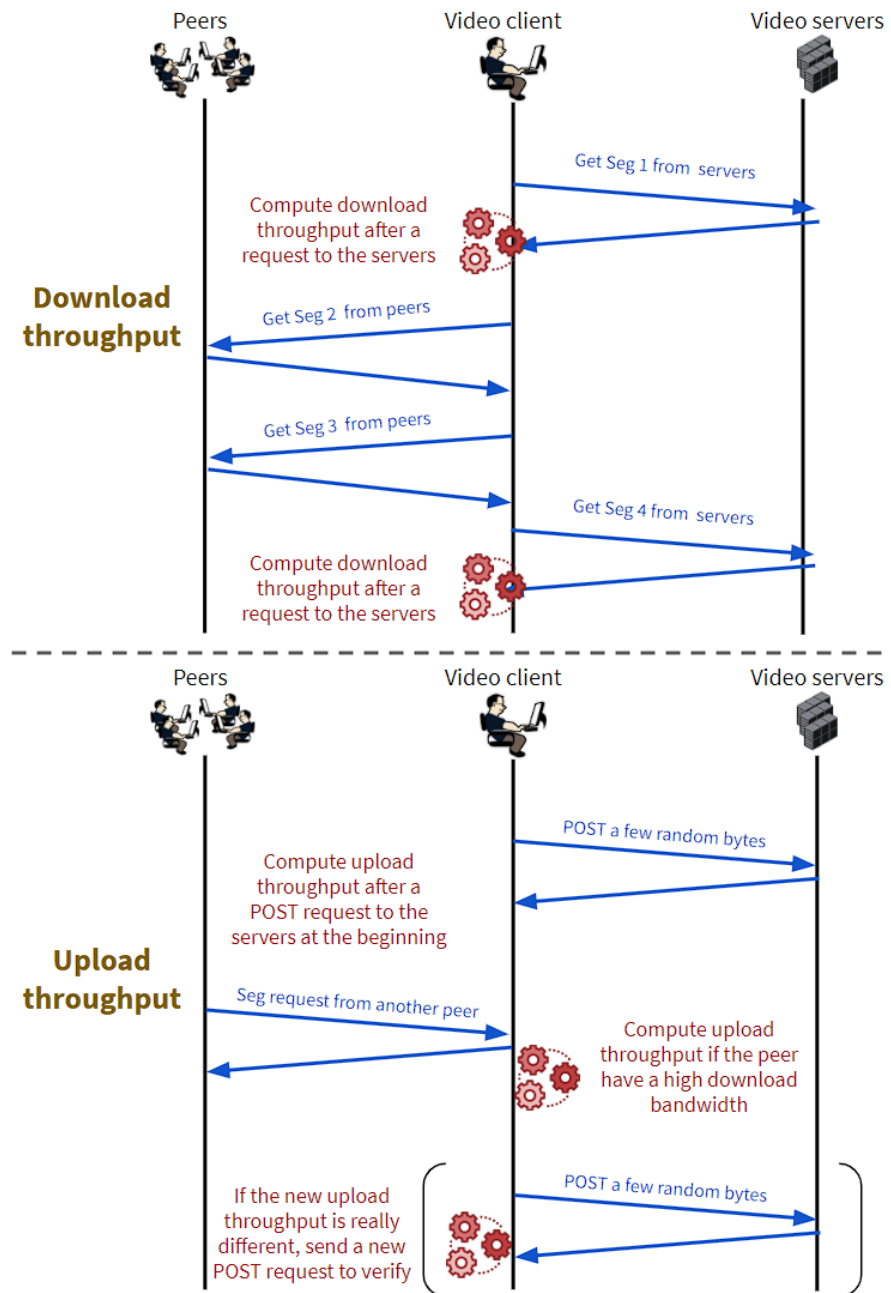 Peers
Video client
Video servers
Get Seg 1 from servers
Compute download
throughput after a
request to the servers
Download
throughput
Get Seg 2 from peers
Get Seg 3 from peers
Get Seg 4 from servers
Compute download
throughput after a
request to the servers
Peers
Video client
Video servers
POST a few random bytes
Compute upload
throughput after a
POST request to the
servers at the beginning
Upload
throughput
Seg request from another peer
Compute upload
throughput if the peer
have a high download
bandwidth
POST a few random bytes
If the new upload
throughput is really
different, send a new
POST request to verify